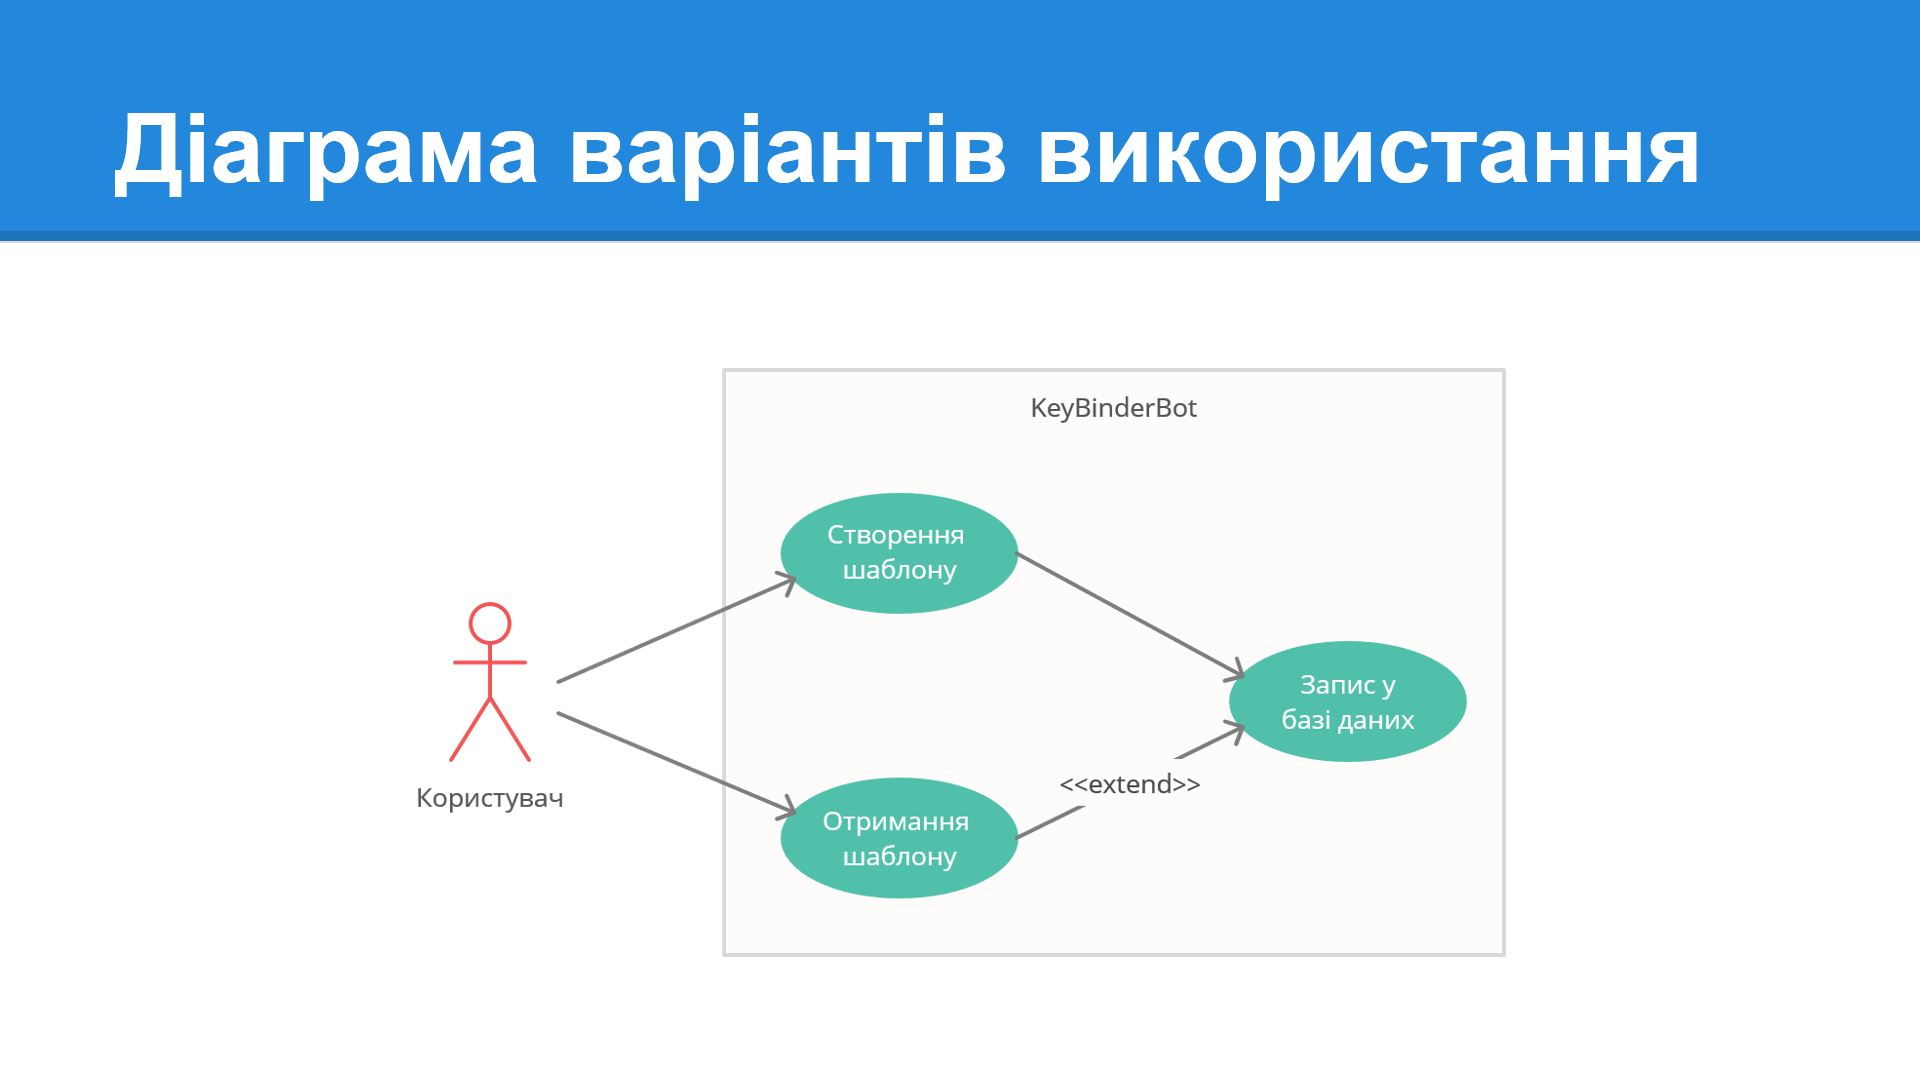 Діаграма варіантів використання
KeyBinderBot
Створення
шаблону
Запис у
базі даних
<<extend>>
Користувач
Отримання
шаблону